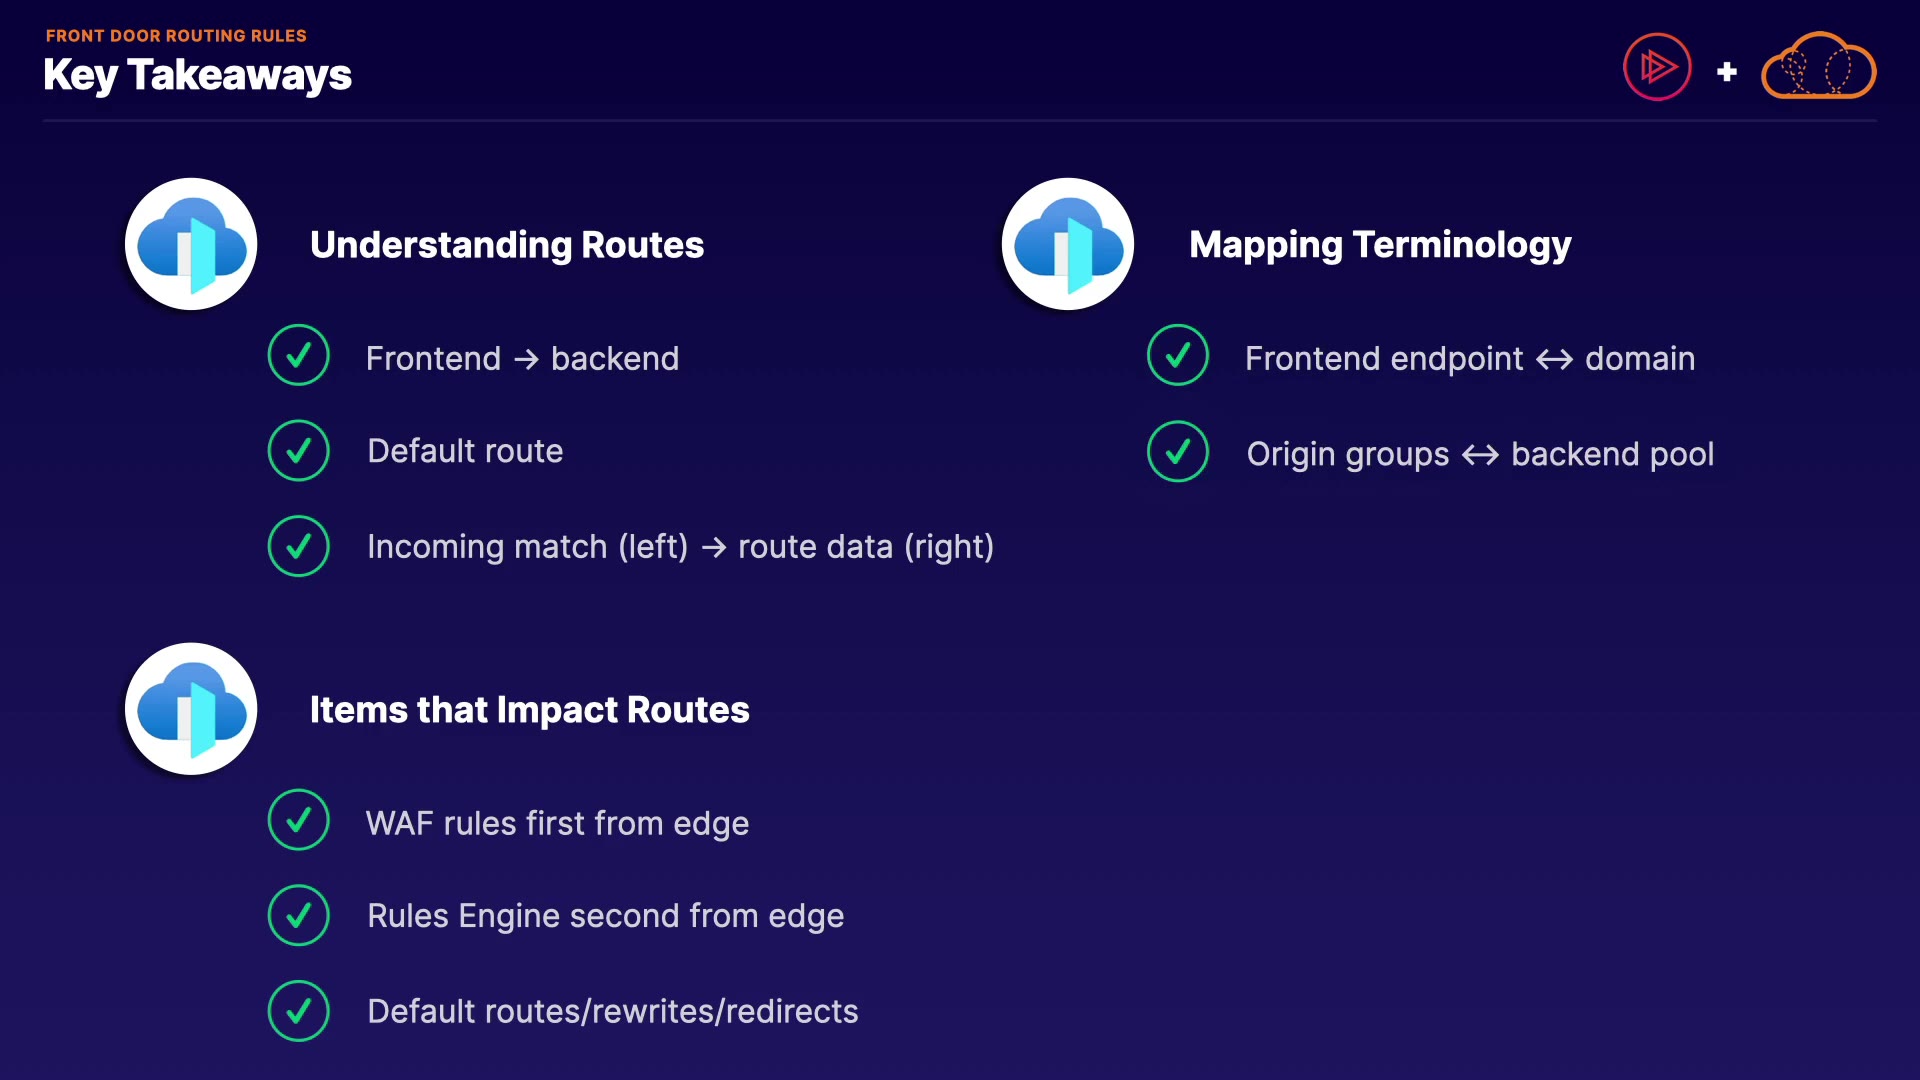 FRONT DOOR ROUTING RULES
Key Takeaways
+
Understanding Routes
Frontend → backend
Default route
Incoming match (left) → route data (right)
Mapping Terminology
Frontend endpoint ↔ domain
Origin groups ↔ backend pool
Items that Impact Routes
WAF rules first from edge
Rules Engine second from edge
Default routes/rewrites/redirects